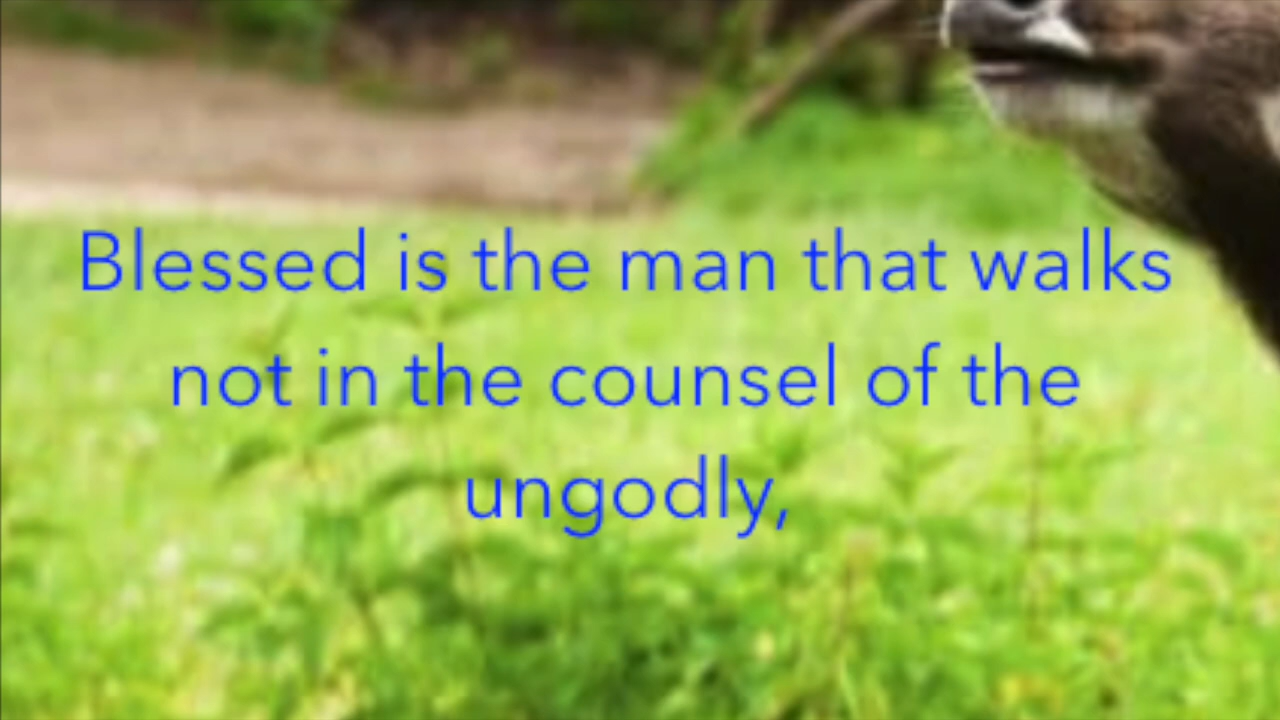 Blessed is the man that walks
not in the counsel of the
ungodly,